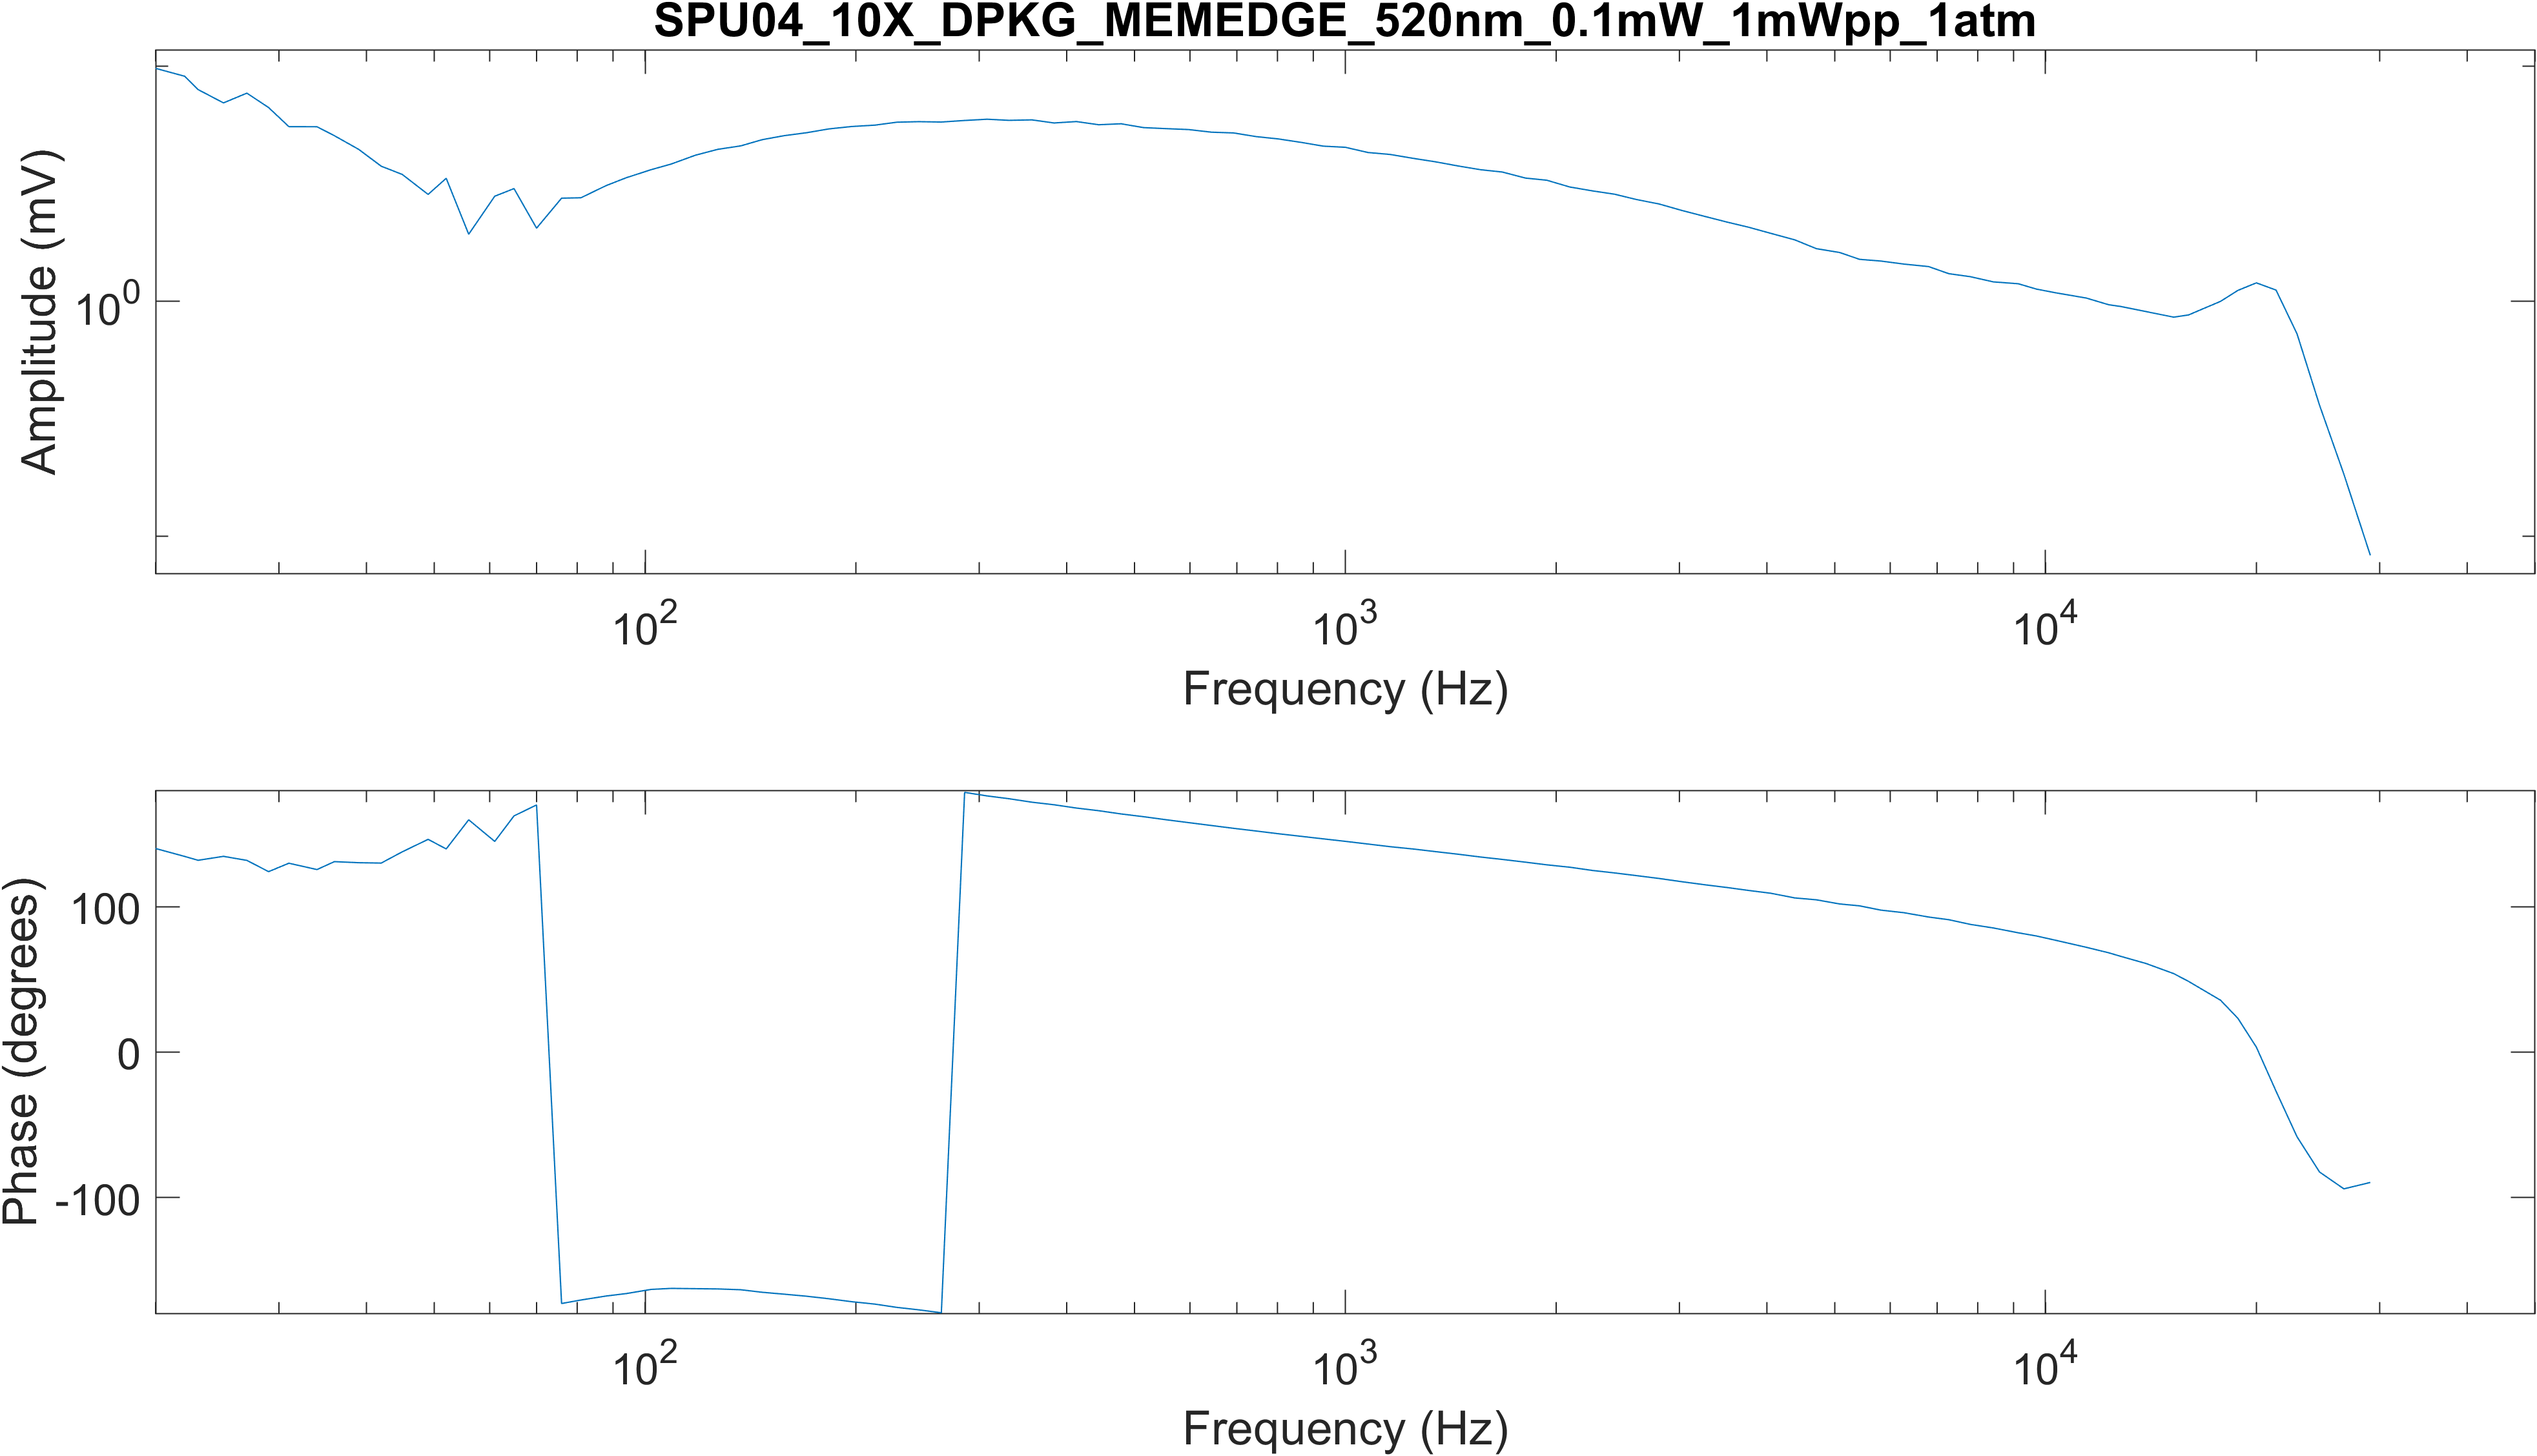 SPU04_10X_DPKG_MEMEDGE_520nm_0.1mW_1mWpp_1atm
Amplitude (mV)
10^0
10^2
10^3
10^4
Frequency (Hz)
Phase (degrees)
100
0
-100
10^2
10^3
10^4
Frequency (Hz)